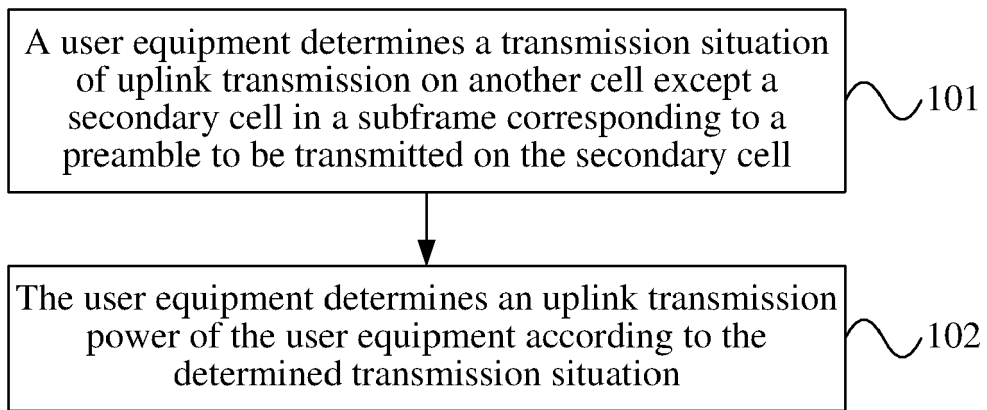 A user equipment determines a transmission situation
of uplink transmission on another cell except a
secondary cell in a subframe corresponding to a
preamble to be transmitted on the secondary cell
101
The user equipment determines an uplink transmission
power of the user equipment according to the
determined transmission situation
102